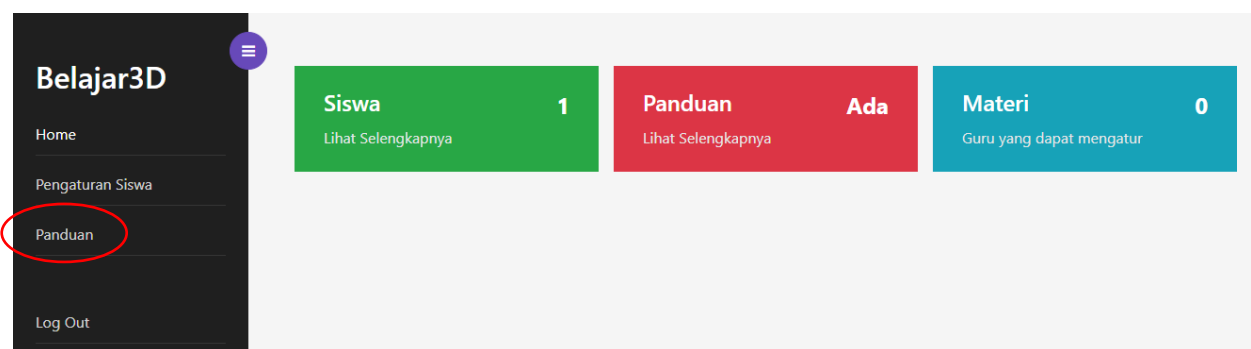 Belajar3D
Home
Pengaturan Siswa
Panduan
Log Out
Siswa 1
Lihat Selengkapnya
Panduan Ada
Lihat Selengkapnya
Materi 0
Guru yang dapat mengatur